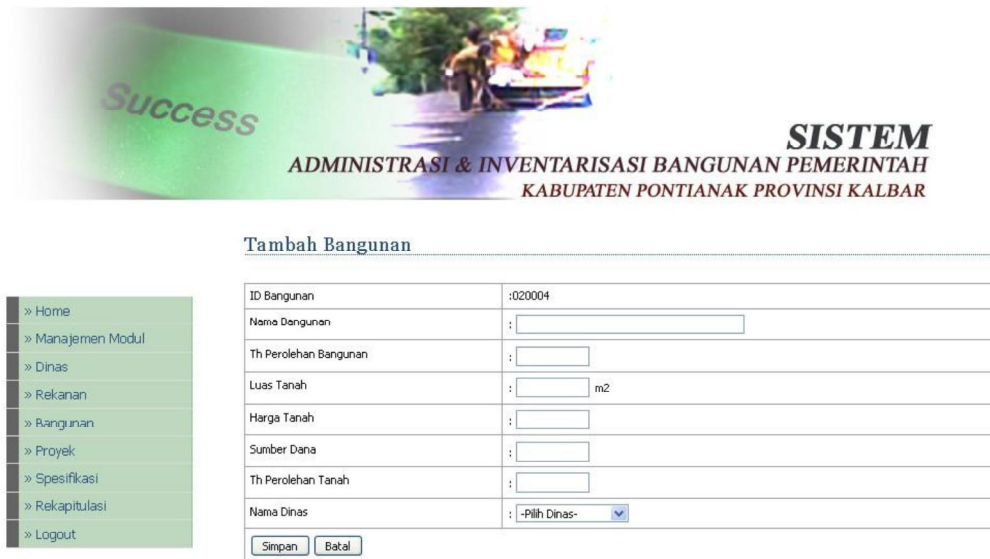 Success
SISTEM
ADMINISTRASI & INVENTARISASI BANGUNAN PEMERINTAH
KABUPATEN PONTIANAK PROVINSI KALBAR
Tambah Bangunan
» Home
» Manajemen Modul
» Dinas
» Rekanan
» Bangunan
» Proyek
» Spesifikasi
» Rekapitulasi
» Logout
ID Bangunan :020004
Nama Bangunan :
Th Perolehan Bangunan :
Luas Tanah : m2
Harga Tanah :
Sumber Dana :
Th Perolehan Tanah :
Nama Dinas : -Pilih Dinas-
Simpan Batal